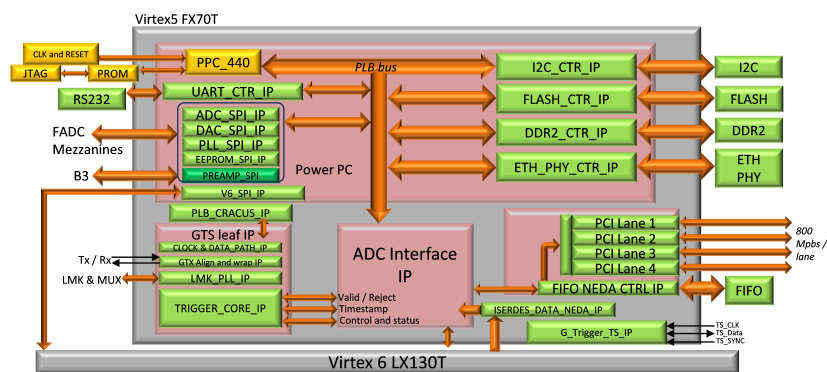 Virtex5 FX70T
CLK and RESET
JTAG
PROM
PPC_440
PLB bus
I2C_CTR_IP
I2C
RS232
UART_CTR_IP
FLASH_CTR_IP
FLASH
ADC_SPI_IP
DAC_SPI_IP
PLL_SPI_IP
EEPROM_SPI_IP
PREAMP_SPI
FADC
Mezzanines
DDR2_CTR_IP
DDR2
Power PC
ETH_PHY_CTR_IP
ETH
PHY
B3
V6_SPI_IP
PLB_CRACUS_IP
GTS leaf IP
CLOCK & DATA_PATH_IP
GTX Align and wrap IP
LMK_PLL_IP
TRIGGER_CORE_IP
Tx / Rx
LMK & MUX
ADC Interface
IP
Valid / Reject
Timestamp
Control and status
PCI Lane 1
PCI Lane 2
PCI Lane 3
PCI Lane 4
800
Mpbs /
lane
FIFO NEDA CTRL IP
FIFO
ISERDES_DATA_NEDA_IP
G_Trigger_TS_IP
TS_CLK
TS_Data
TS_SYNC
Virtex 6 LX130T